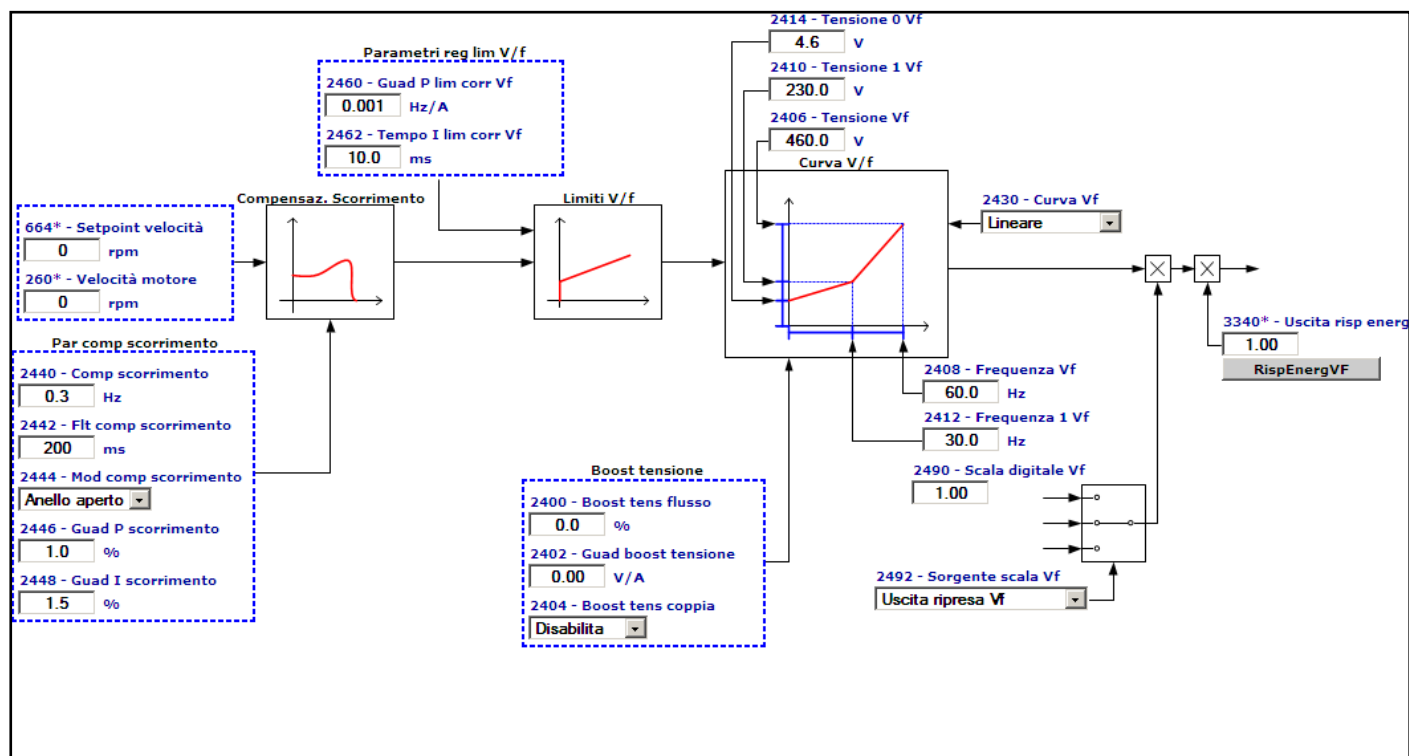 2414 - Tensione 0 Vf
4.6 V
2410 - Tensione 1 Vf
230.0 V
2406 - Tensione Vf
460.0 V
Parametri reg lim V/f
2460 - Guad P lim corr Vf
0.001 Hz/A
2462 - Tempo I lim corr Vf
10.0 ms
Compensaz. Scorrimento
Limiti V/f
Curva V/f
664* - Setpoint velocità
0 rpm
260* - Velocità motore
0 rpm
2430 - Curva Vf
Lineare
3340* - Uscita risp energ
1.00
RispEnergVF
Par comp scorrimento
2440 - Comp scorrimento
0.3 Hz
2442 - Flt comp scorrimento
200 ms
2444 - Mod comp scorrimento
Anello aperto
2446 - Guad P scorrimento
1.0 %
2448 - Guad I scorrimento
1.5 %
2408 - Frequenza Vf
60.0 Hz
2412 - Frequenza 1 Vf
30.0 Hz
Boost tensione
2400 - Boost tens flusso
0.0 %
2402 - Guad boost tensione
0.00 V/A
2404 - Boost tens coppia
Disabilita
2490 - Scala digitale Vf
1.00
2492 - Sorgente scala Vf
Uscita ripresa Vf